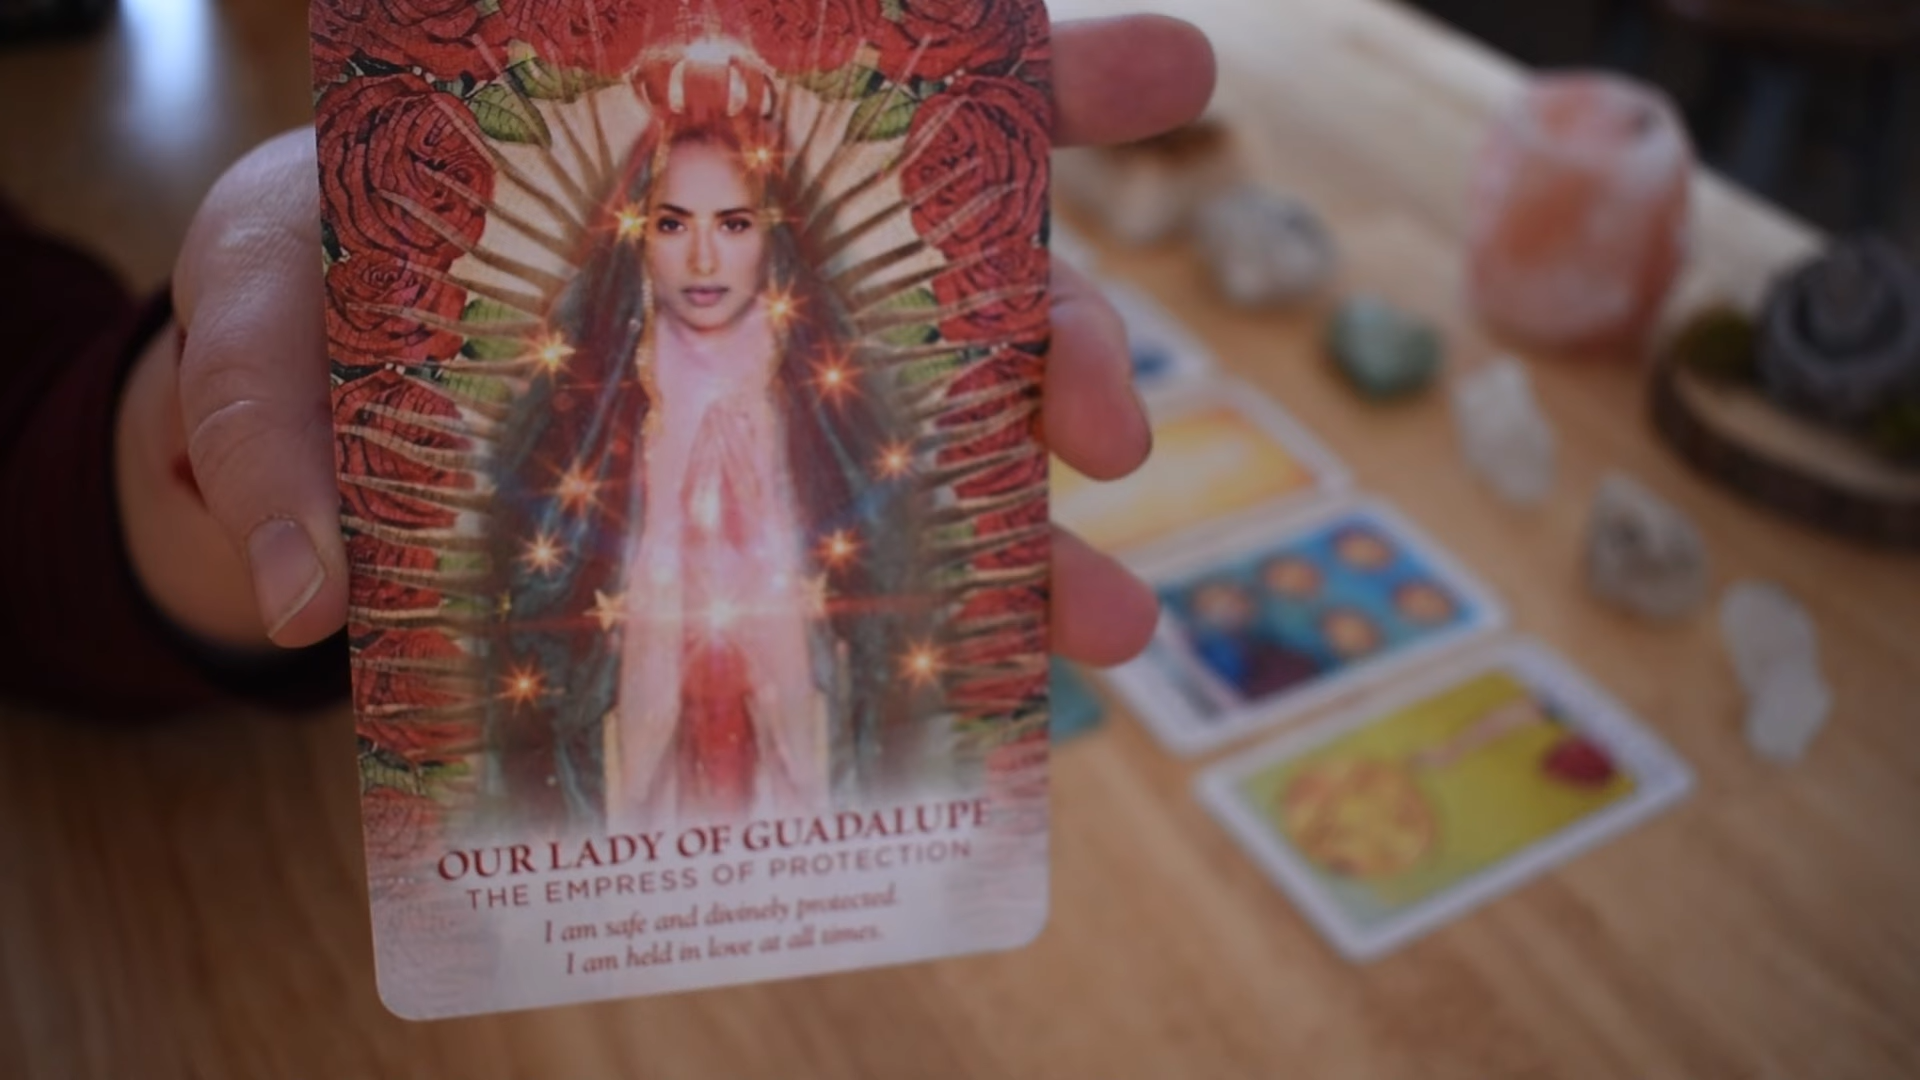 OUR LADY OF GUADALUPE
THE EMPRESS OF PROTECTION
I am safe and divinely protected.
I am held in love at all times.